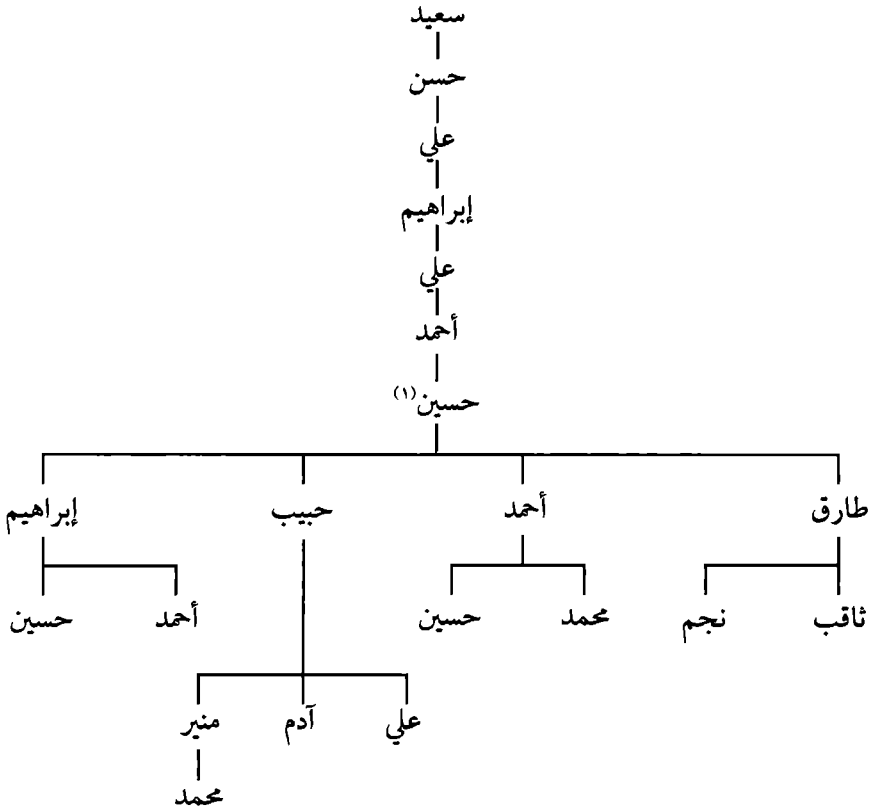 سعيد
حسن
علي
إبراهيم
علي
أحمد
حسين (١)
طارق أحمد حبيب إبراهيم
ثاقب نجم محمد حسين أحمد حسين
علي آدم منير
محمد